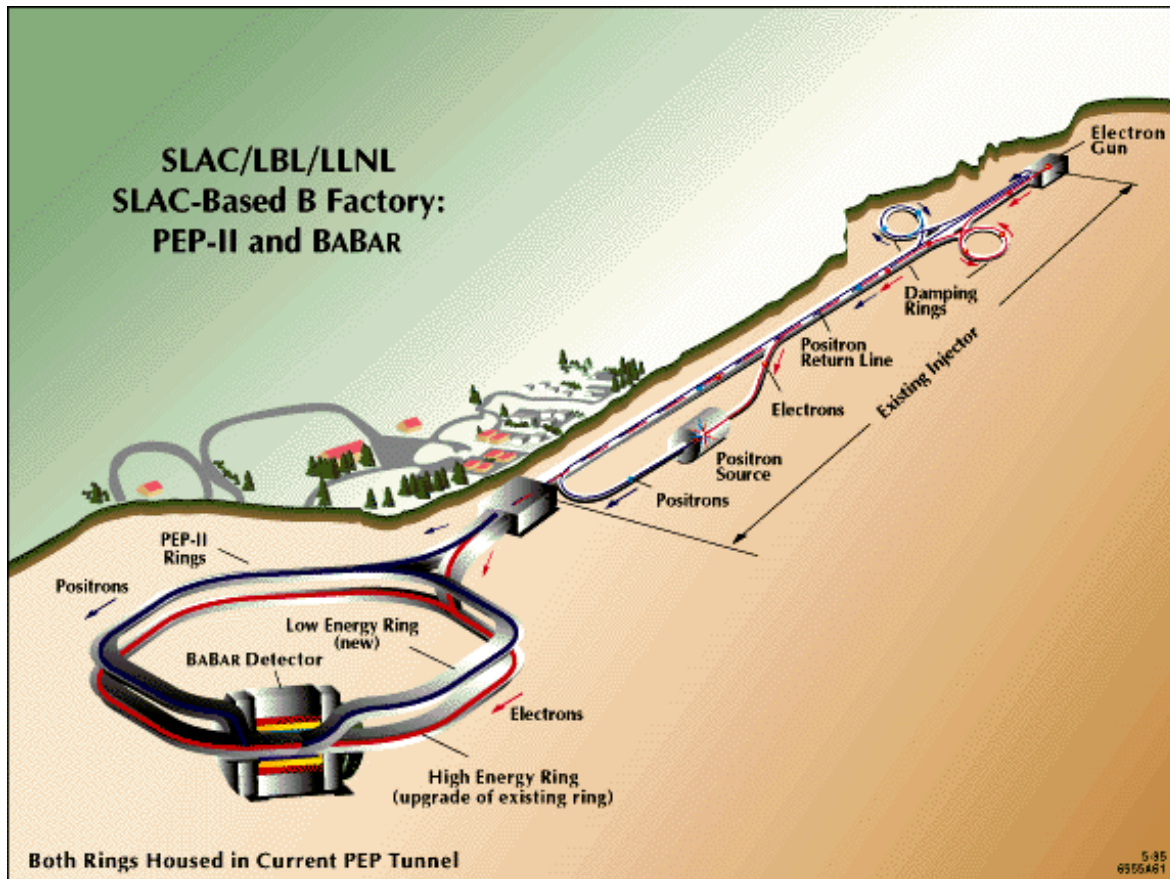 SLAC/LBL/LLNL
SLAC-Based B Factory:
PEP-II and BABAR
Electron
Gun
Damping
Rings
Positron
Return Line
Existing Injector
Electrons
Positron
Source
Positrons
PEP-II
Rings
Positrons
Low Energy Ring
(new)
BABAR Detector
Electrons
High Energy Ring
(upgrade of existing ring)
Both Rings Housed in Current PEP Tunnel
5-95
6955A61